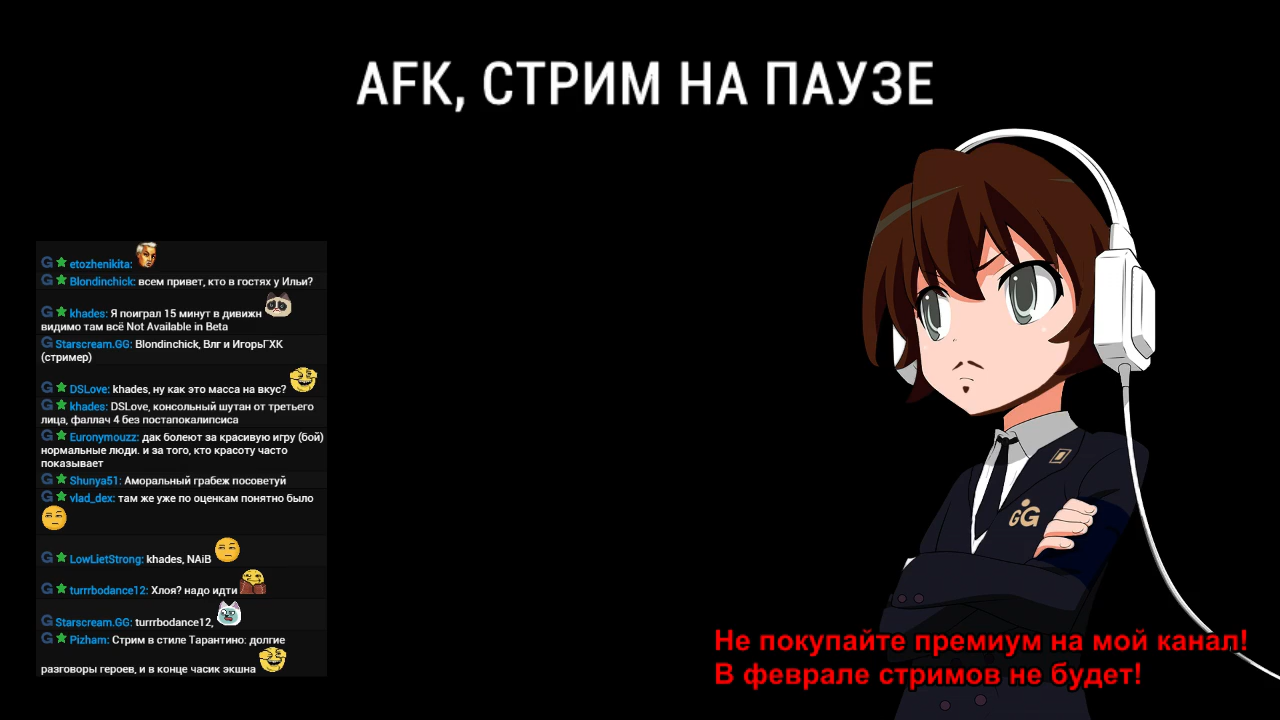 AFK, СТРИМ НА ПАУЗЕ
G etozhenikita:
G Blondinchick: всем привет, кто в гостях у Ильи?
G khades: Я поиграл 15 минут в дивижн
видимо там всё Not Available in Beta
G Starscream.GG: Blondinchick, Влг и ИгорьГХК
(стример)
G DSLove: khades, ну как это масса на вкус?
G khades: DSLove, консольный шутан от третьего
лица, фаллач 4 без постапокалипсиса
G Euronymouzz: дак болеют за красивую игру (бой)
нормальные люди. и за того, кто красоту часто
показывает
G Shunya51: Аморальный грабеж посоветуй
G vlad_dex: там же уже по оценкам понятно было
G LowLietStrong: khades, NAiB
G turrrbodance12: Хлоя? надо идти
G Starscream.GG: turrrbodance12,
G Pizham: Стрим в стиле Тарантино: долгие
разговоры героев, и в конце часик экшна
GG
Не покупайте премиум на мой канал!
В феврале стримов не будет!